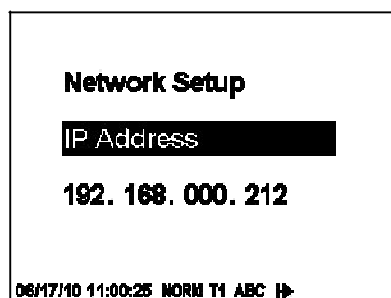 Network Setup
IP Address
192. 168. 000. 212
06/17/10 11:00:25 NORM T1 ABC